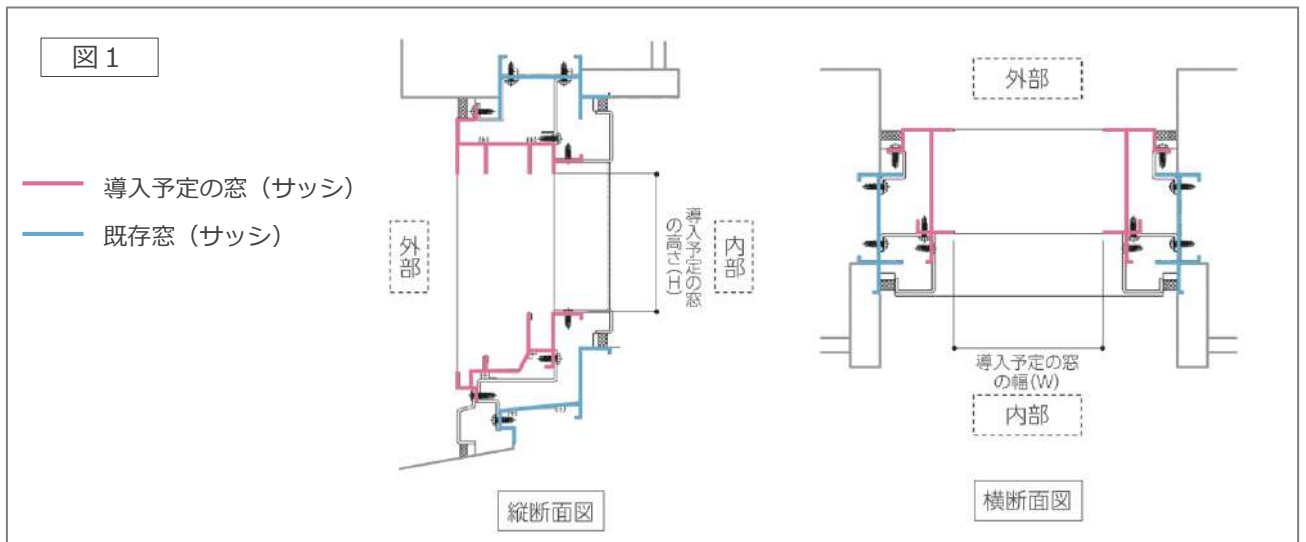 図1
導入予定の窓（サッシ）
既存窓（サッシ）
外部
導入予定の窓
の高さ(H)
内部
縦断面図
外部
導入予定の窓
の幅(W)
内部
横断面図